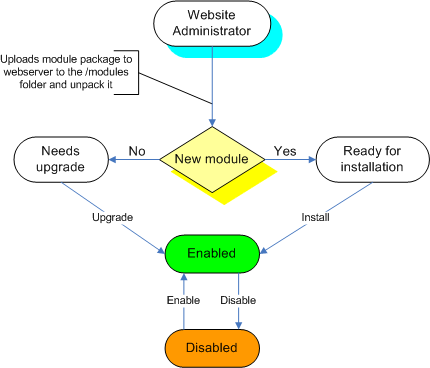 Website
Administrator
Uploads module package to
webserver to the /modules
folder and unpack it
New module
No
Yes
Needs
upgrade
Ready for
installation
Upgrade
Install
Enabled
Enable
Disable
Disabled